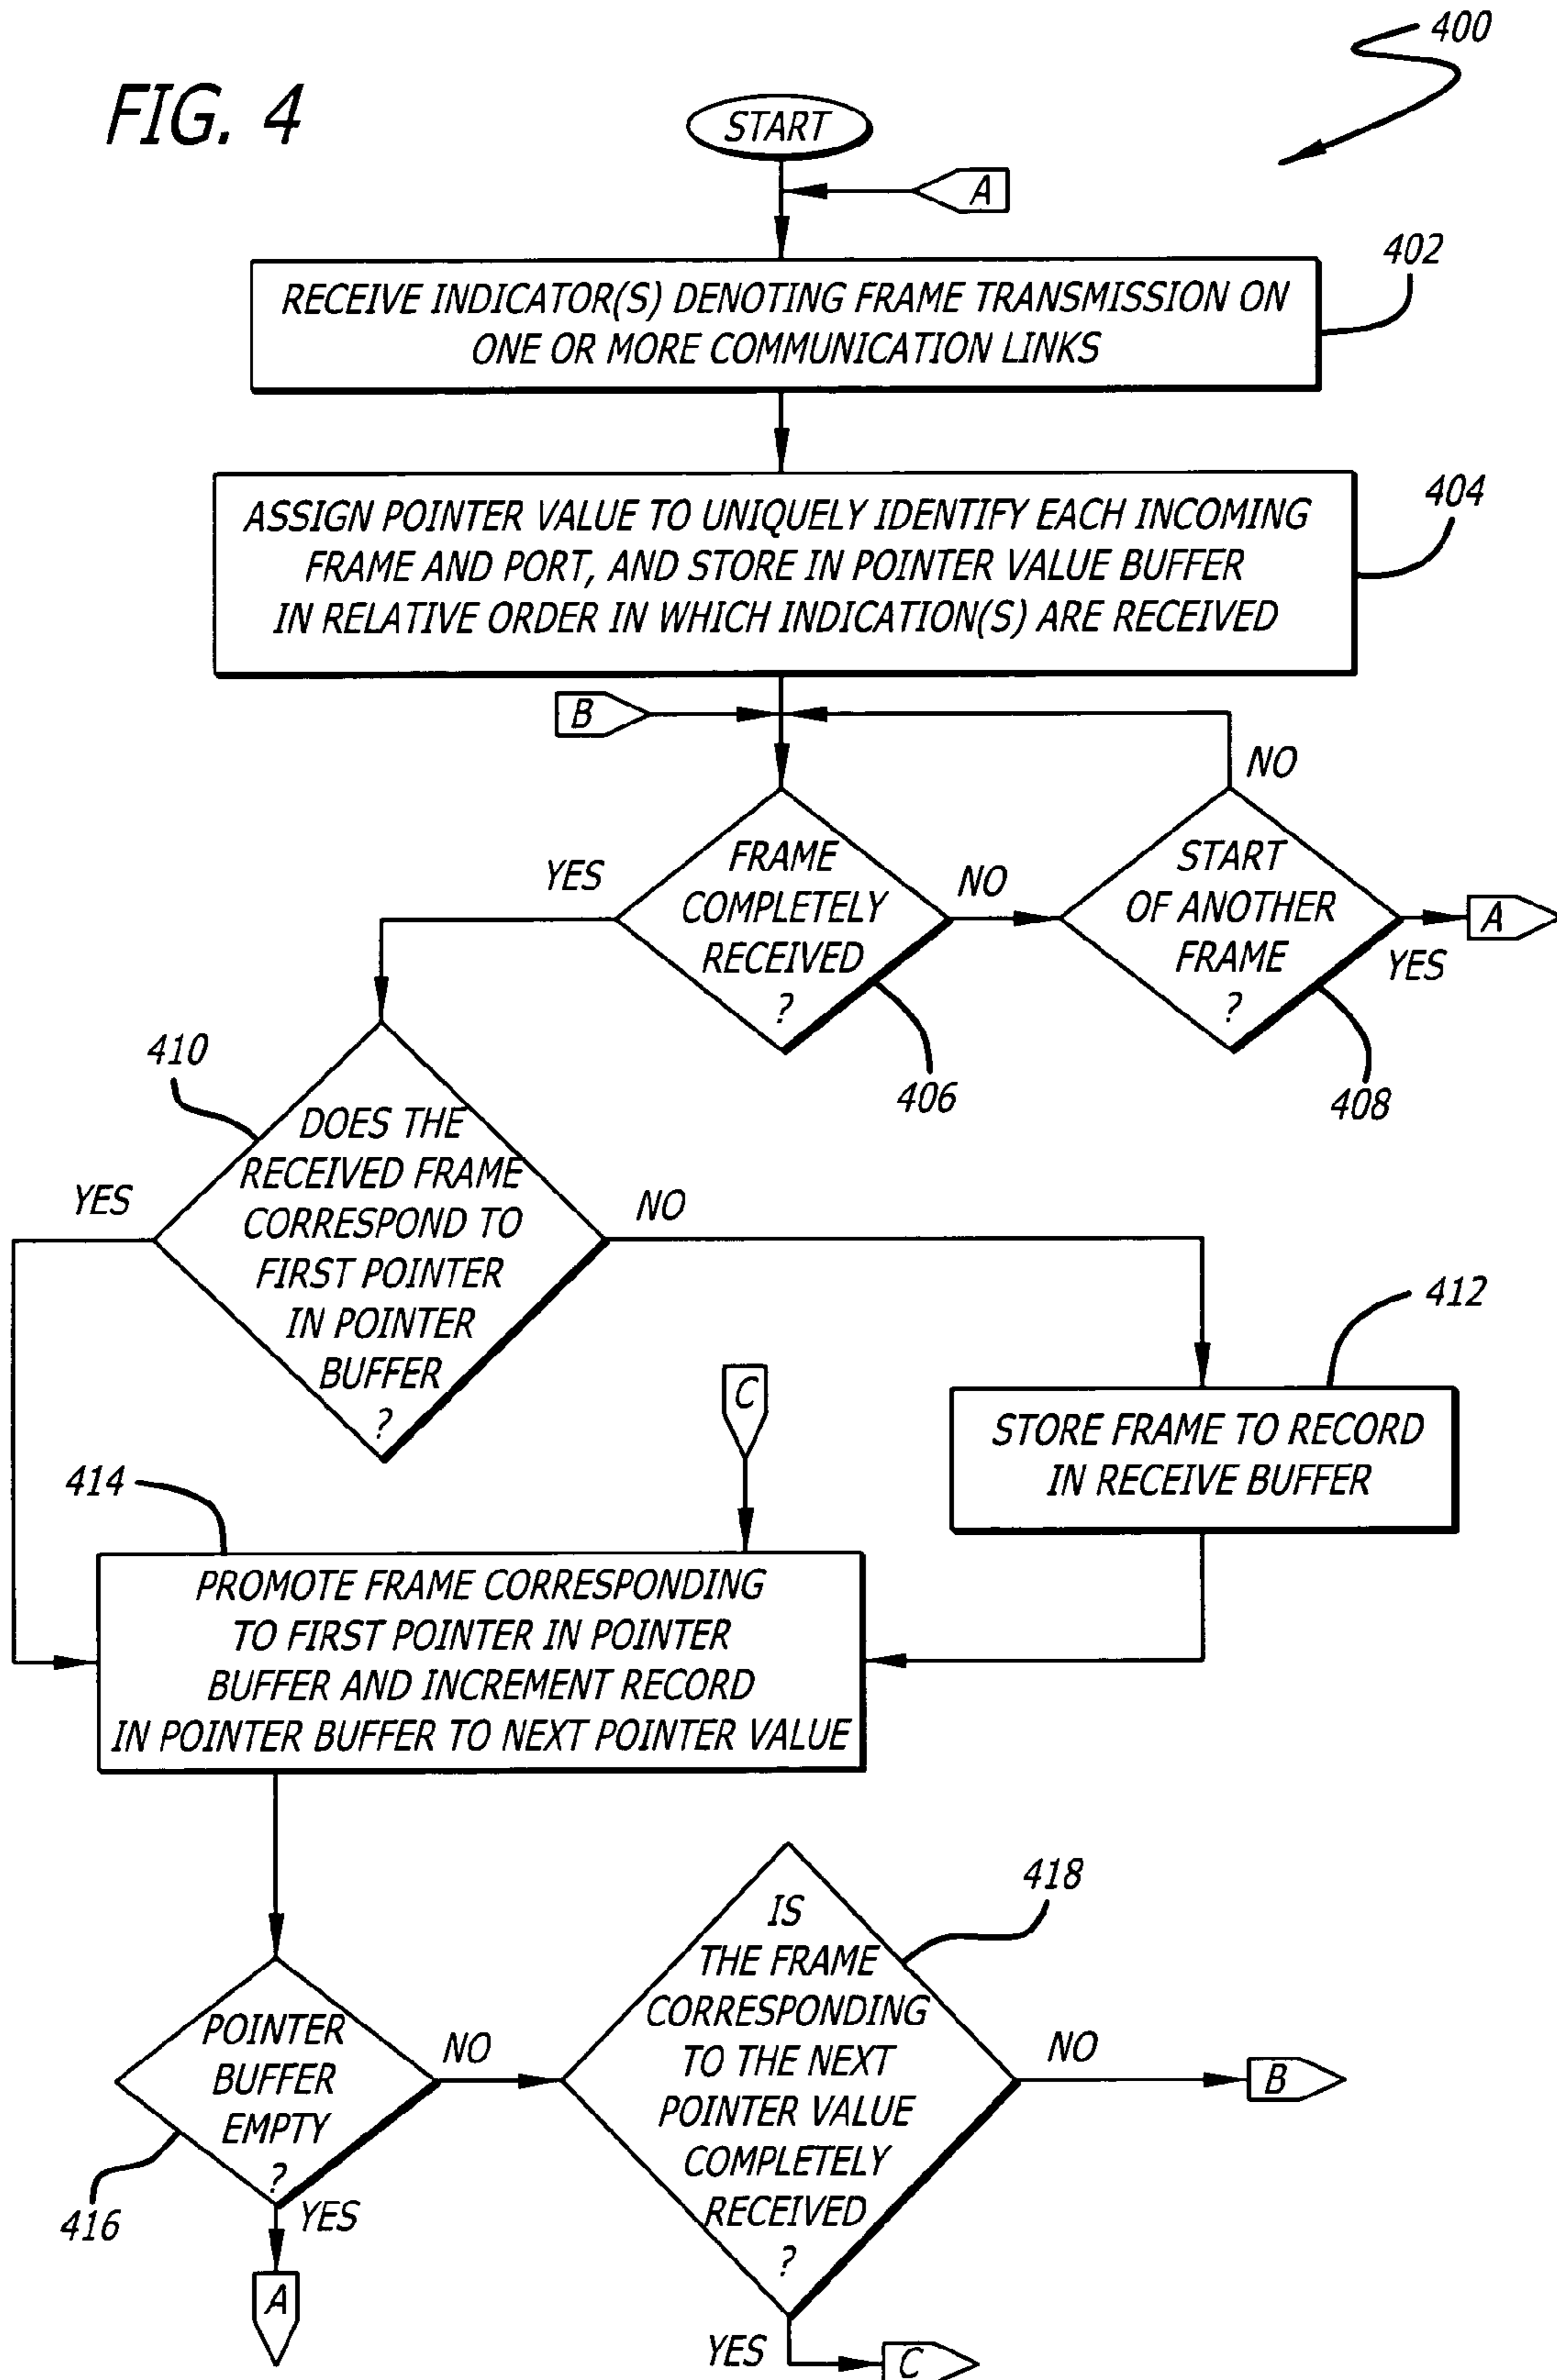 FIG. 4
400
START
A
402
RECEIVE INDICATOR(S) DENOTING FRAME TRANSMISSION ON
ONE OR MORE COMMUNICATION LINKS
404
ASSIGN POINTER VALUE TO UNIQUELY IDENTIFY EACH INCOMING
FRAME AND PORT, AND STORE IN POINTER VALUE BUFFER
IN RELATIVE ORDER IN WHICH INDICATION(S) ARE RECEIVED
B
NO
YES
FRAME
COMPLETELY
RECEIVED
?
NO
START
OF ANOTHER
FRAME
?
YES
A
406
408
410
DOES THE
RECEIVED FRAME
CORRESPOND TO
FIRST POINTER
IN POINTER
BUFFER
?
YES
NO
412
STORE FRAME TO RECORD
IN RECEIVE BUFFER
C
414
PROMOTE FRAME CORRESPONDING
TO FIRST POINTER IN POINTER
BUFFER AND INCREMENT RECORD
IN POINTER BUFFER TO NEXT POINTER VALUE
418
POINTER
BUFFER
EMPTY
?
NO
IS
THE FRAME
CORRESPONDING
TO THE NEXT
POINTER VALUE
COMPLETELY
RECEIVED
?
NO
B
416
YES
A
YES
C